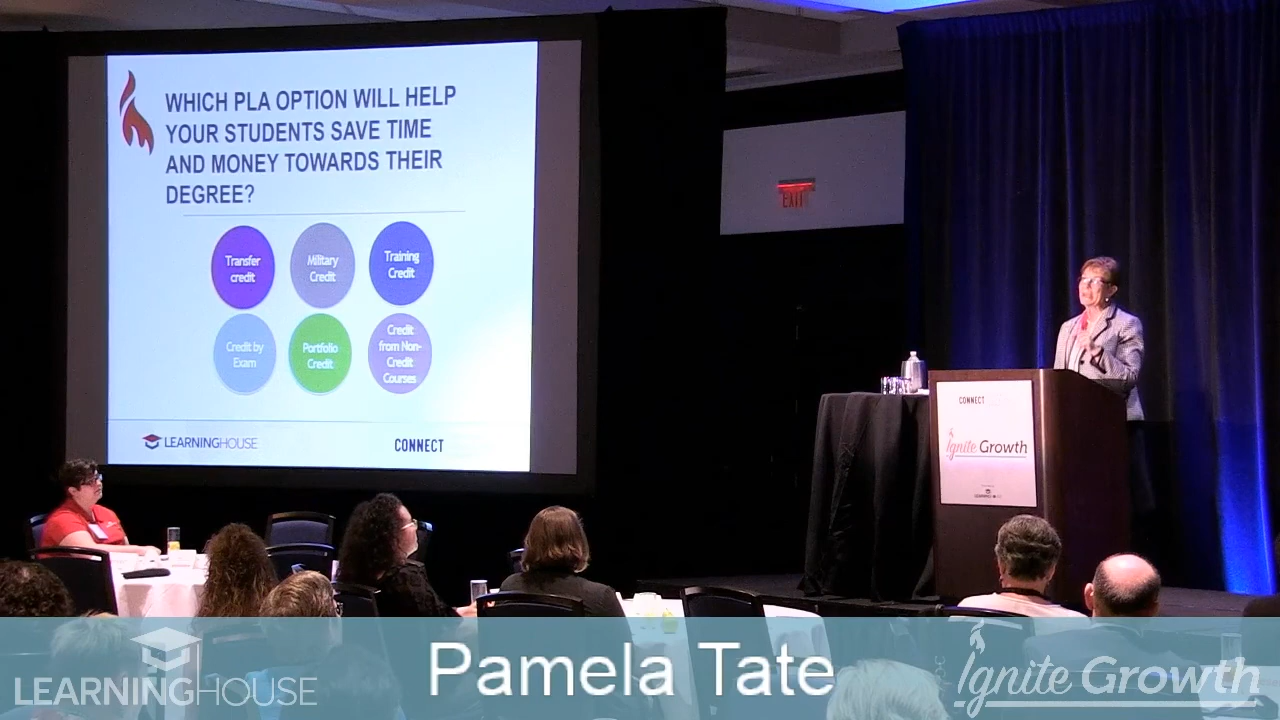 WHICH PLA OPTION WILL HELP
YOUR STUDENTS SAVE TIME
AND MONEY TOWARDS THEIR
DEGREE?
Transfer
credit
Military
Credit
Training
Credit
Credit by
Exam
Portfolio
Credit
Credit
from Non-
Credit
Courses
LEARNINGHOUSE
CONNECT
EXIT
CONNECT
Ignite Growth
LEARNINGHOUSE
Pamela Tate
Ignite Growth